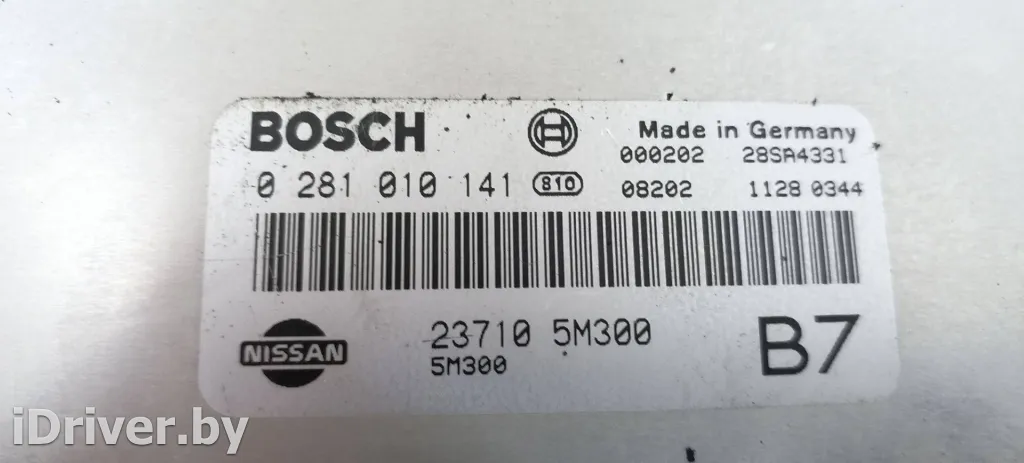 BOSCH
Made in Germany
000202 28SA4331
0 281 010 141 810
08202 1128 0344
NISSAN
23710 5M300
5M300
B7
iDriver.by